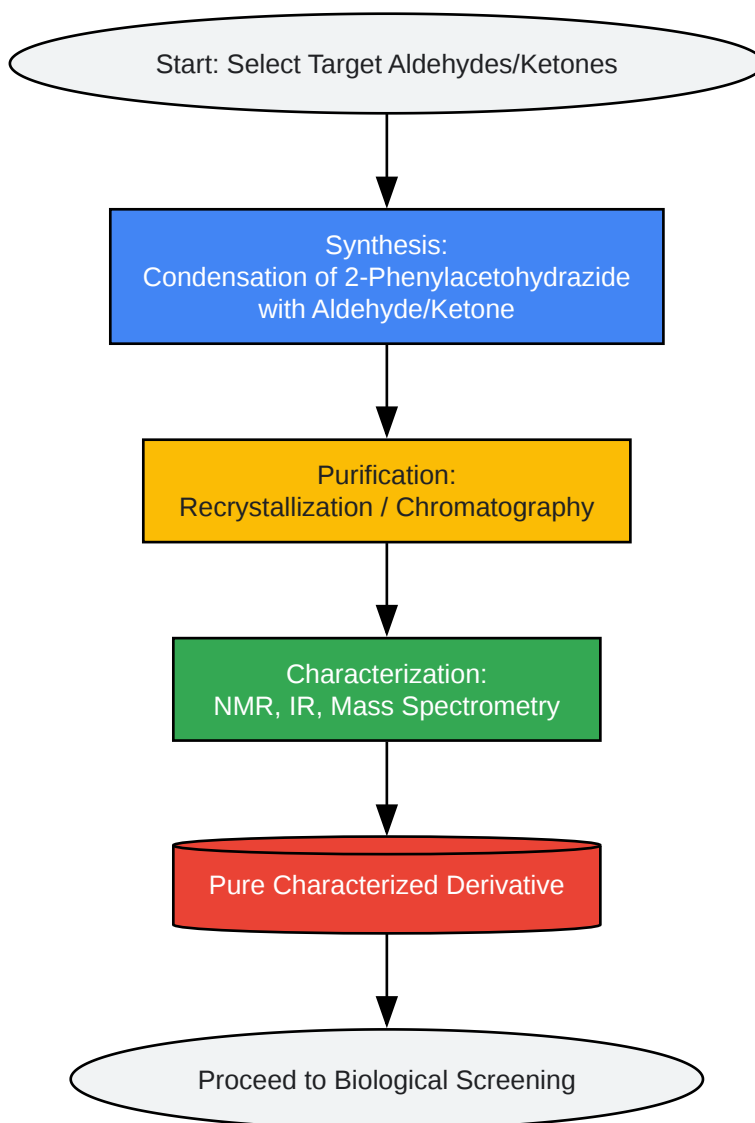 Start: Select Target Aldehydes/Ketones
Synthesis:
Condensation of 2-Phenylacetohydrazide
with Aldehyde/Ketone
Purification:
Recrystallization / Chromatography
Characterization:
NMR, IR, Mass Spectrometry
Pure Characterized Derivative
Proceed to Biological Screening